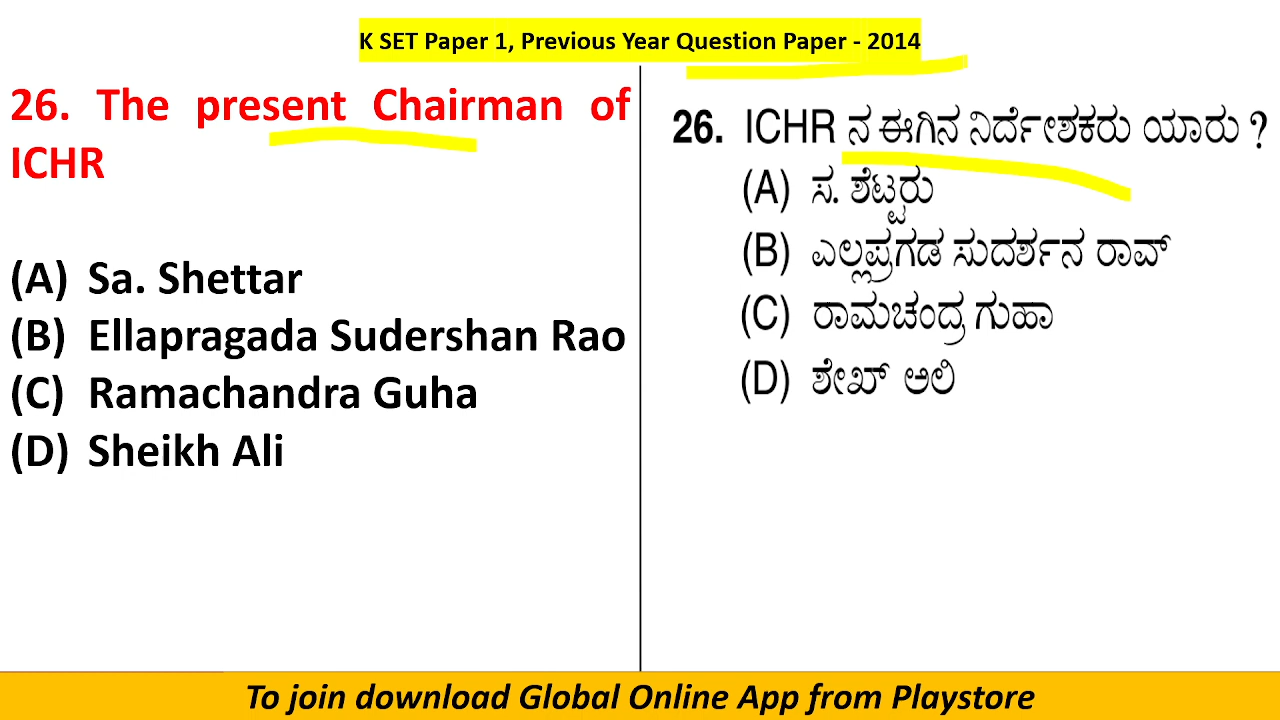 K SET Paper 1, Previous Year Question Paper - 2014
26. The present Chairman of
ICHR
(A) Sa. Shettar
(B) Ellapragada Sudershan Rao
(C) Ramachandra Guha
(D) Sheikh Ali
26. ICHR ನ ಈಗಿನ ನಿರ್ದೇಶಕರು ಯಾರು ?
(A) ಸ. ಶೆಟ್ಟರು
(B) ಎಲ್ಲಪ್ರಗಡ ಸುದರ್ಶನ ರಾವ್
(C) ರಾಮಚಂದ್ರ ಗುಹಾ
(D) ಶೇಖ್ ಅಲಿ
To join download Global Online App from Playstore